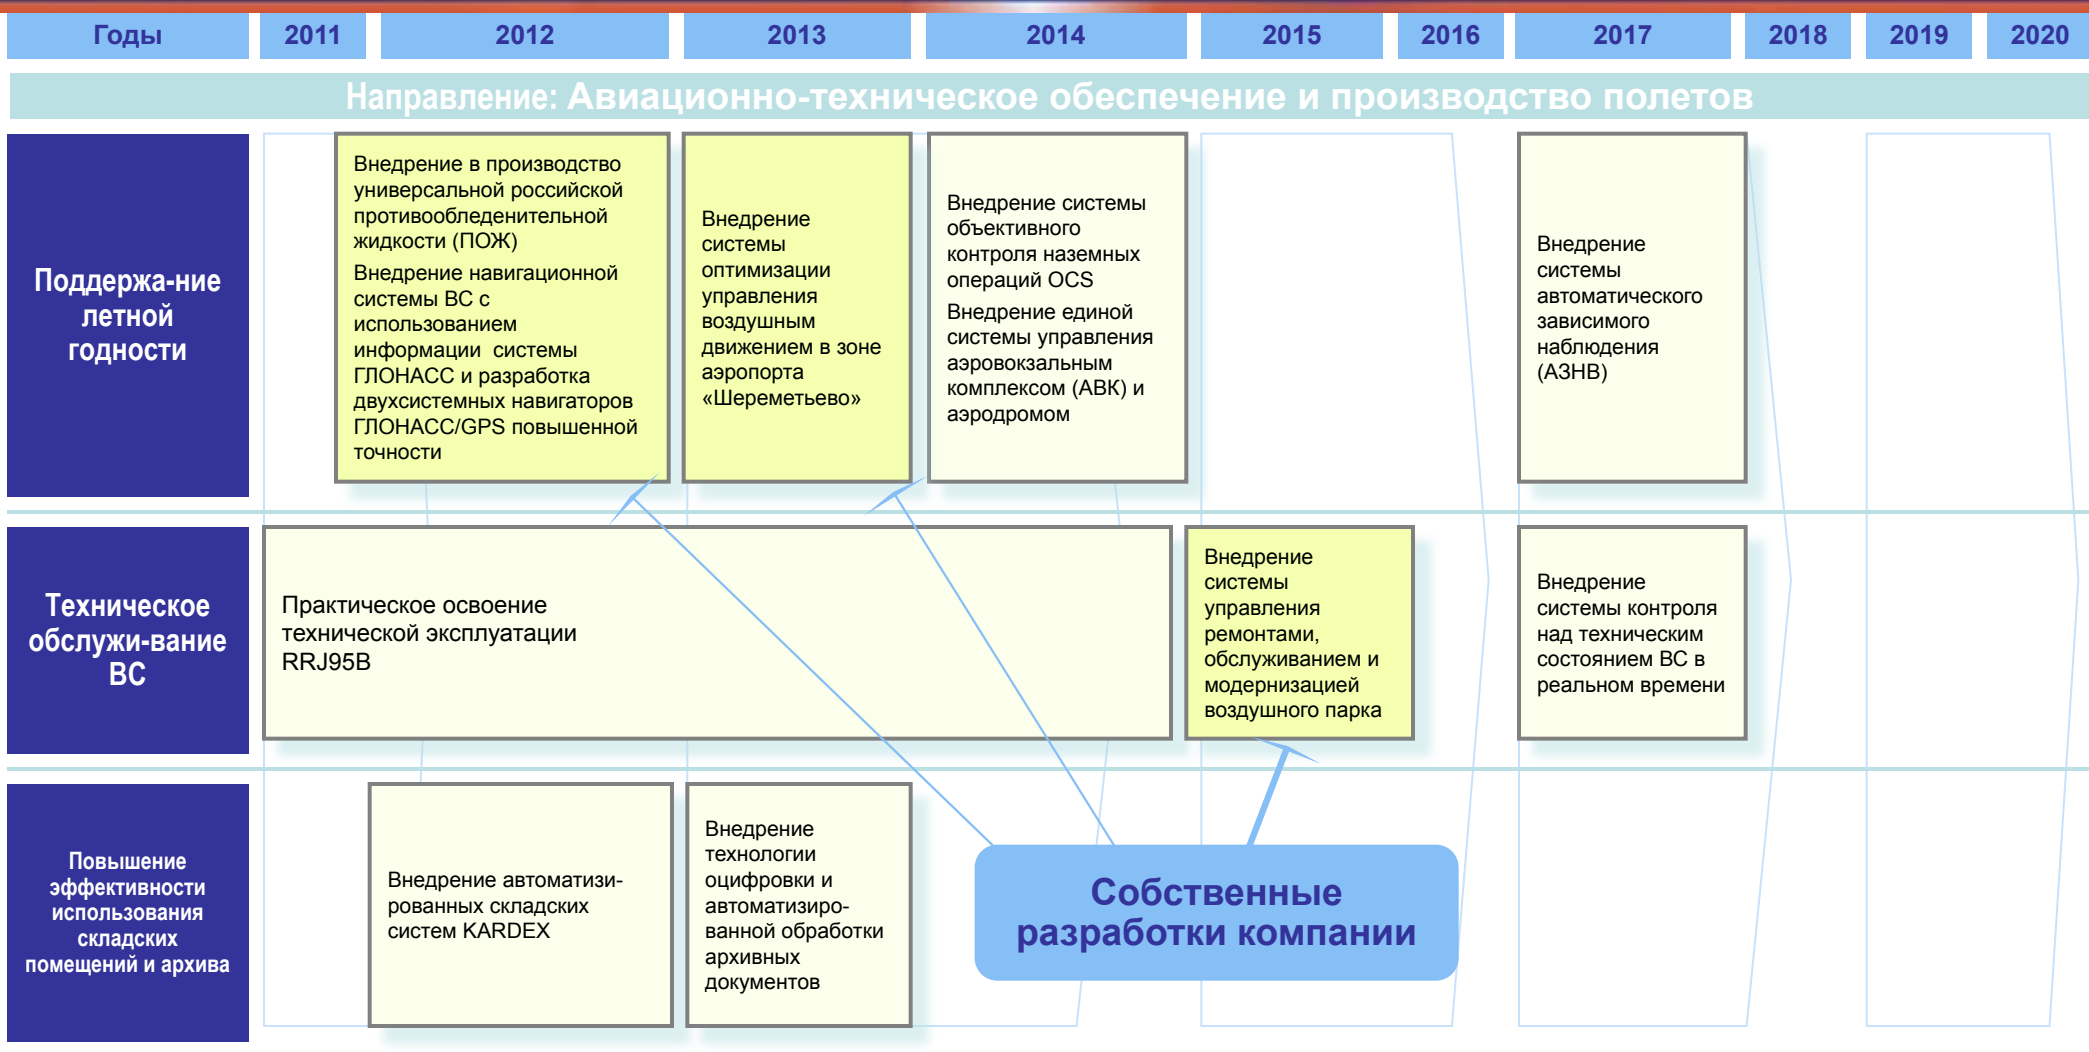 Годы 2011 2012 2013 2014 2015 2016 2017 2018 2019 2020
Направление: Авиационно-техническое обеспечение и производство полетов
Поддержа-ние
летной
годности
Внедрение в производство
универсальной российской
противообледенительной
жидкости (ПОЖ)
Внедрение навигационной
системы ВС с
использованием
информации системы
ГЛОНАСС и разработка
двухсистемных навигаторов
ГЛОНАСС/GPS повышенной
точности
Внедрение
системы
оптимизации
управления
воздушным
движением в зоне
аэропорта
«Шереметьево»
Внедрение системы
объективного
контроля наземных
операций OCS
Внедрение единой
системы управления
аэровокзальным
комплексом (АВК) и
аэродромом
Внедрение
системы
автоматического
зависимого
наблюдения
(АЗНВ)
Техническое
обслужи-вание
ВС
Практическое освоение
технической эксплуатации
RRJ95B
Внедрение
системы
управления
ремонтами,
обслуживанием и
модернизацией
воздушного парка
Внедрение
системы контроля
над техническим
состоянием ВС в
реальном времени
Повышение
эффективности
использования
складских
помещений и архива
Внедрение автоматизи-
рованных складских
систем KARDEX
Внедрение
технологии
оцифровки и
автоматизиро-
ванной обработки
архивных
документов
Собственные
разработки компании